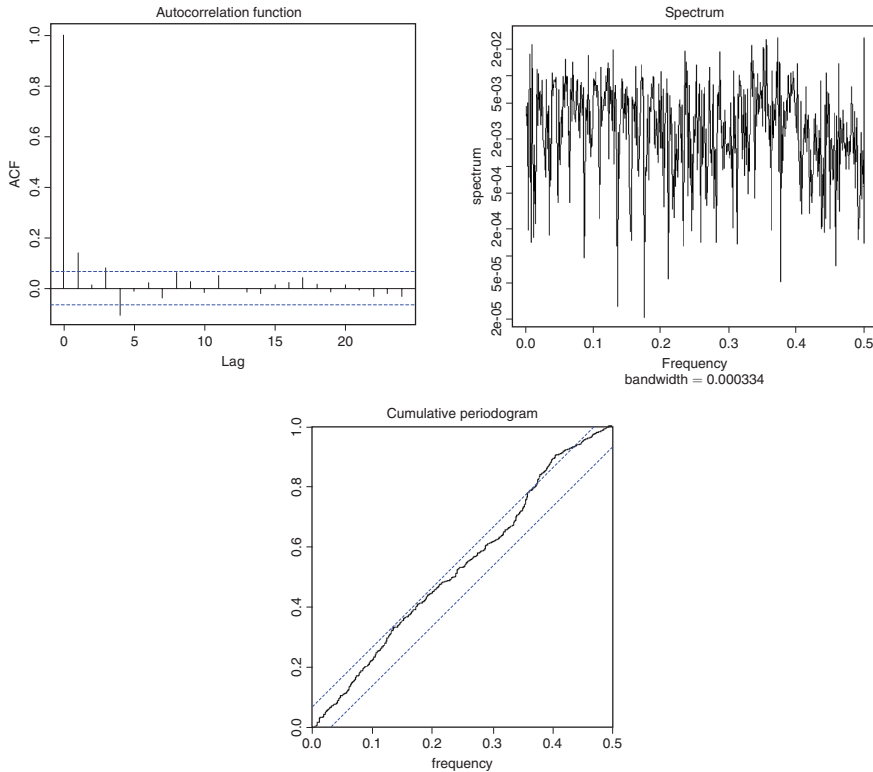 Autocorrelation function
1.0
0.8
0.6
0.4
0.2
0.0
ACF
0 5 10 15 20
Lag
Spectrum
2e-02
5e-03
2e-03
5e-04
2e-04
5e-05
2e-05
spectrum
0.0 0.1 0.2 0.3 0.4 0.5
Frequency
bandwidth = 0.000334
Cumulative periodogram
1.0
0.8
0.6
0.4
0.2
0.0
0.0 0.1 0.2 0.3 0.4 0.5
frequency